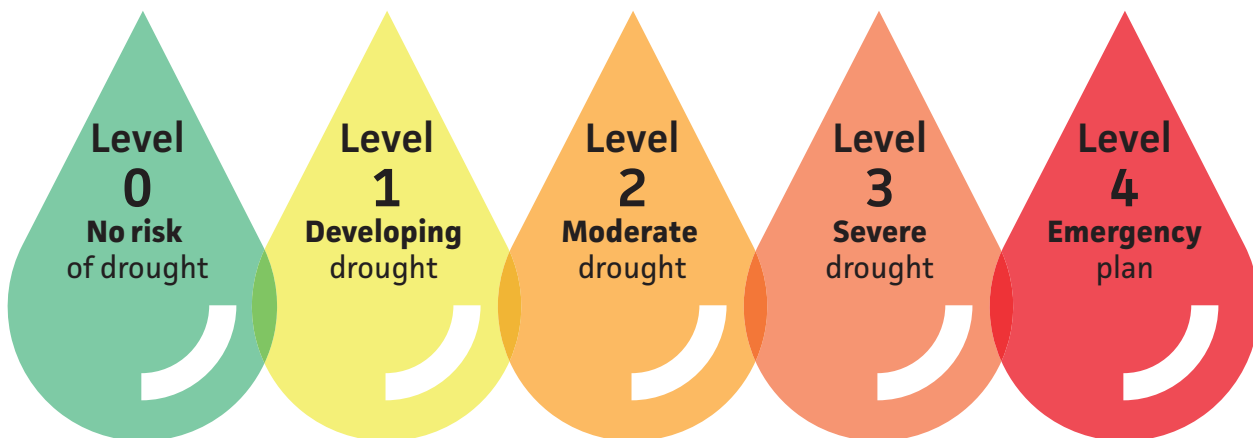 Level
0
No risk
of drought
Level
1
Developing
drought
Level
2
Moderate
drought
Level
3
Severe
drought
Level
4
Emergency
plan